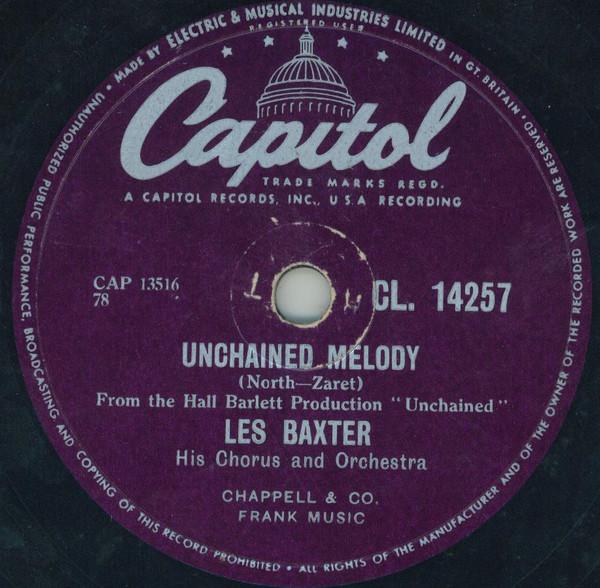 MADE BY ELECTRIC & MUSICAL INDUSTRIES LIMITED IN GT. BRITAIN • ALL RIGHTS OF THE MANUFACTURER AND OF THE OWNER OF THE RECORDED WORK ARE RESERVED •
UNAUTHORIZED PUBLIC PERFORMANCE, BROADCASTING AND COPYING OF THIS RECORD PROHIBITED •
REGISTERED USER
Capitol
TRADE MARKS REGD.
A CAPITOL RECORDS, INC., U.S.A RECORDING
CAP 13516
78
CL. 14257
UNCHAINED MELODY
(North—Zaret)
From the Hall Barlett Production "Unchained"
LES BAXTER
His Chorus and Orchestra
CHAPPELL & CO.
FRANK MUSIC